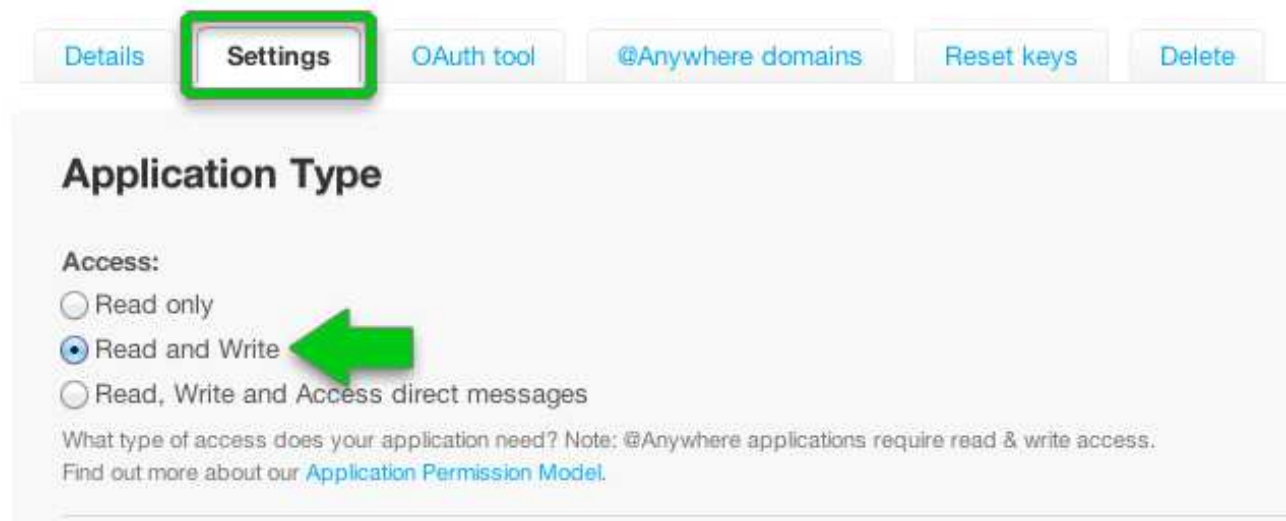 Details Settings OAuth tool @Anywhere domains Reset keys Delete
Application Type
Access:
Read only
Read and Write
Read, Write and Access direct messages
What type of access does your application need? Note: @Anywhere applications require read & write access.
Find out more about our Application Permission Model.